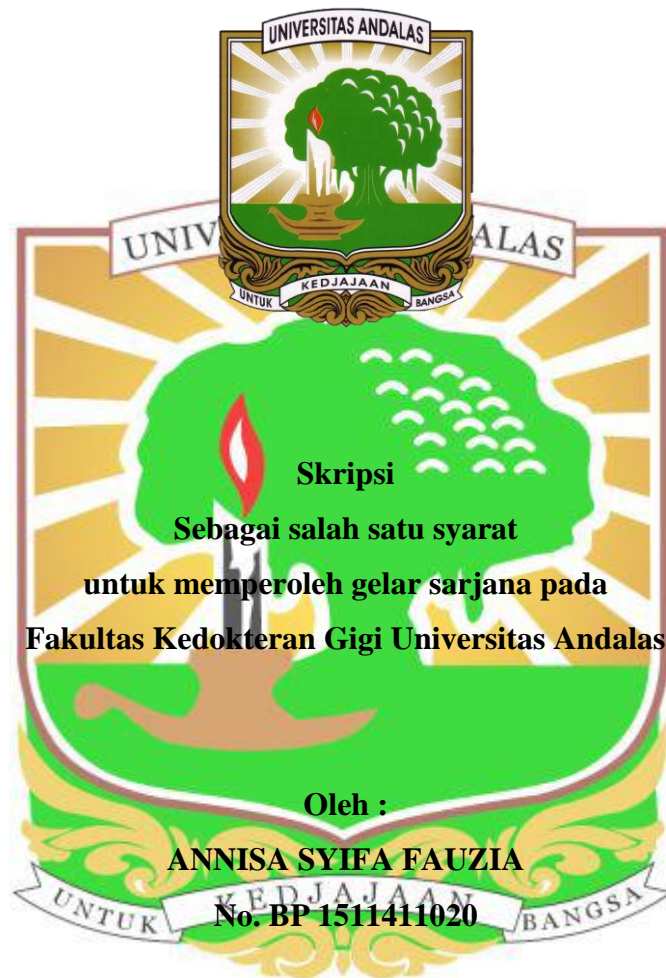 UNIVERSITAS ANDALAS
UNTUK KEDJAJAAN BANGSA
UNIV ALAS
Skripsi
Sebagai salah satu syarat
untuk memperoleh gelar sarjana pada
Fakultas Kedokteran Gigi Universitas Andalas
Oleh :
ANNISA SYIFA FAUZIA
UNTUK KEDJAJAAN BANGSA
No. BP 1511411020